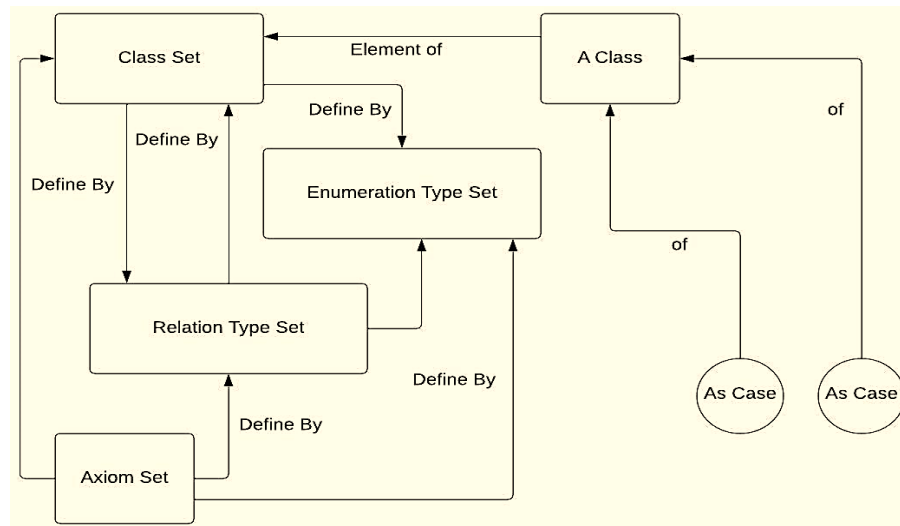 Class Set
Element of
A Class
Define By
of
Define By
Define By
Enumeration Type Set
of
Relation Type Set
Define By
As Case
As Case
Define By
Axiom Set